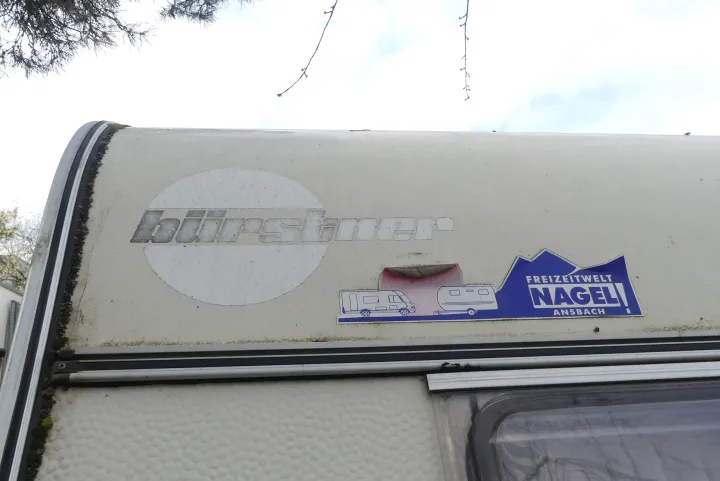 bürstner
FREIZEITWELT
NAGEL!
ANSBACH